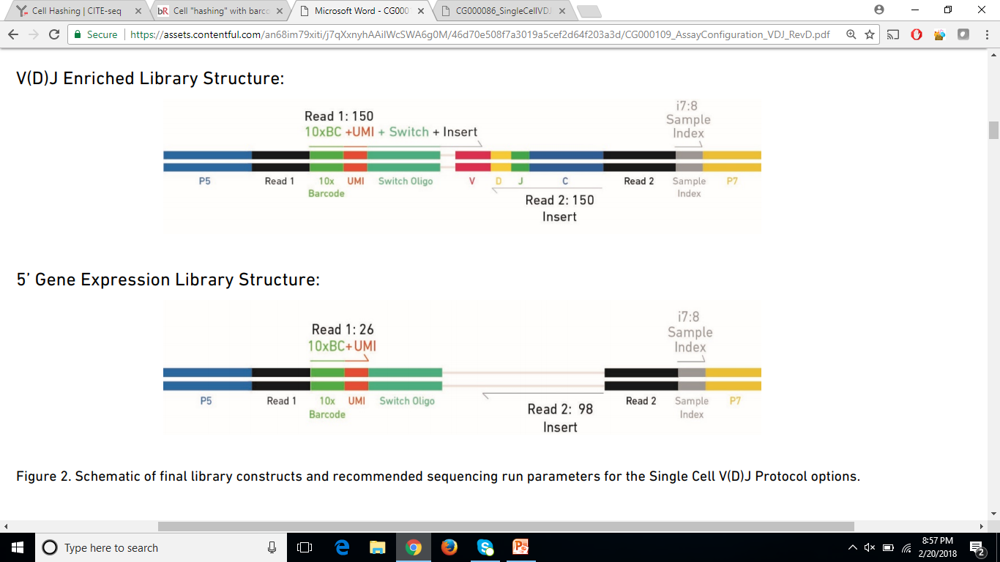 Cell Hashing | CITE-seq
bR Cell "hashing" with barco
Microsoft Word - CG000
CG000086_SingleCellVDJ
Secure
https://assets.contentful.com/an68im79xiti/j7qXxnyhAAiIWcSWA6g0M/46d70e508f7a3019a5cef2d64f203a3d/CG000109_AssayConfiguration_VDJ_RevD.pdf
V(D)J Enriched Library Structure:
Read 1: 150
10xBC +UMI + Switch + Insert
i7:8
Sample
Index
P5 Read 1 10x UMI Switch Oligo V D J C Read 2 Sample P7
Barcode Index
Read 2: 150
Insert
5' Gene Expression Library Structure:
Read 1: 26
10xBC+UMI
i7:8
Sample
Index
P5 Read 1 10x UMI Switch Oligo Read 2 Sample P7
Barcode Index
Read 2: 98
Insert
Figure 2. Schematic of final library constructs and recommended sequencing run parameters for the Single Cell V(D)J Protocol options.
Type here to search
8:57 PM
2/20/2018
2